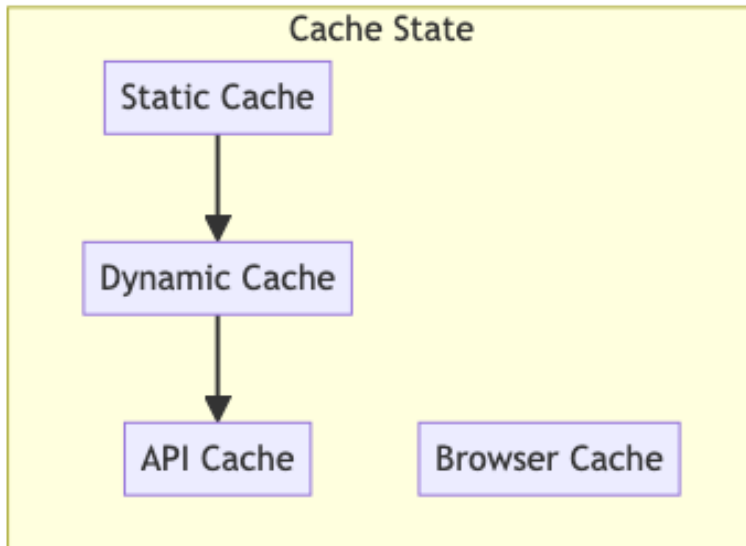 Cache State
Static Cache
Dynamic Cache
API Cache
Browser Cache